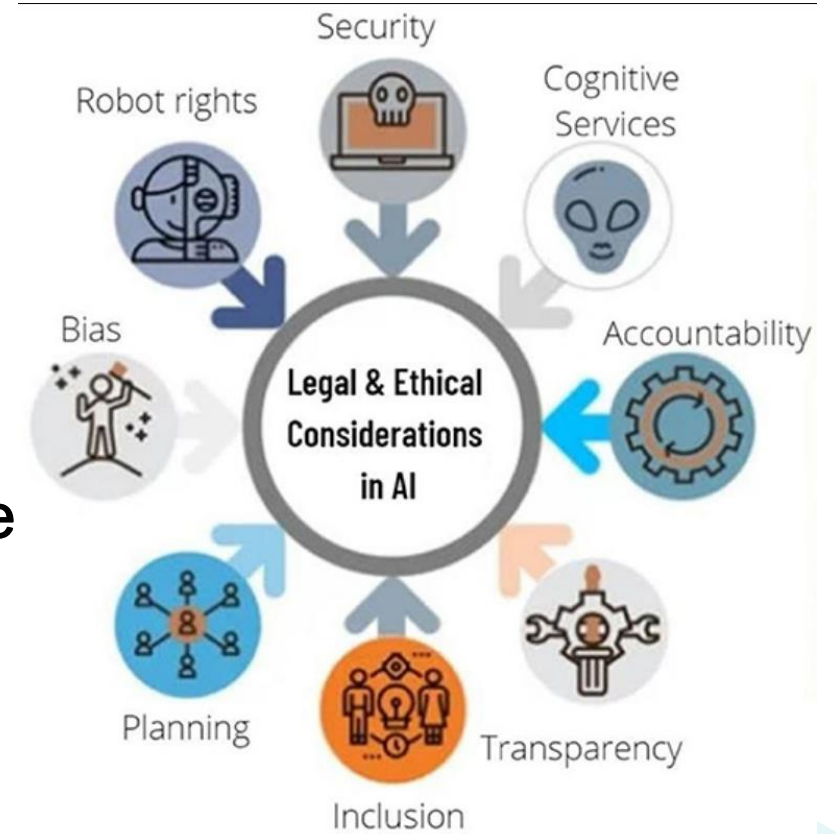 Security
Cognitive
Services
Robot rights
Bias
Accountability
Legal & Ethical
Considerations
in AI
e
Planning
Transparency
Inclusion